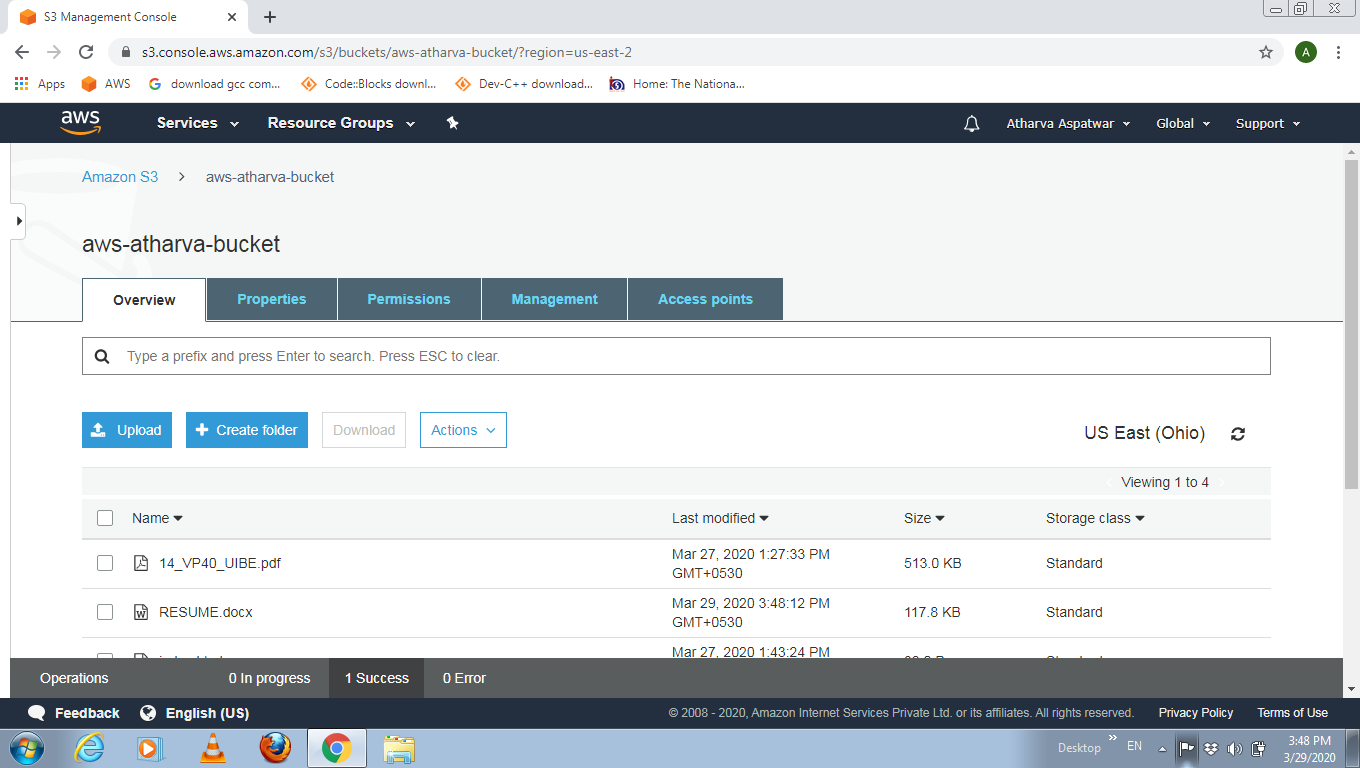 S3 Management Console
s3.console.aws.amazon.com/s3/buckets/aws-atharva-bucket/?region=us-east-2
A
Apps AWS download gcc com... Code::Blocks downl... Dev-C++ download... Home: The Nationa...
aws Services Resource Groups Atharva Aspatwar Global Support
Amazon S3 aws-atharva-bucket
aws-atharva-bucket
Overview Properties Permissions Management Access points
Type a prefix and press Enter to search. Press ESC to clear.
Upload Create folder Download Actions US East (Ohio)
Viewing 1 to 4
Name Last modified Size Storage class
14_VP40_UIBE.pdf Mar 27, 2020 1:27:33 PM GMT+0530 513.0 KB Standard
RESUME.docx Mar 29, 2020 3:48:12 PM GMT+0530 117.8 KB Standard
Mar 27, 2020 1:43:24 PM
Operations 0 In progress 1 Success 0 Error
Feedback English (US) © 2008 - 2020, Amazon Internet Services Private Ltd. or its affiliates. All rights reserved. Privacy Policy Terms of Use
Desktop EN 3:48 PM
3/29/2020